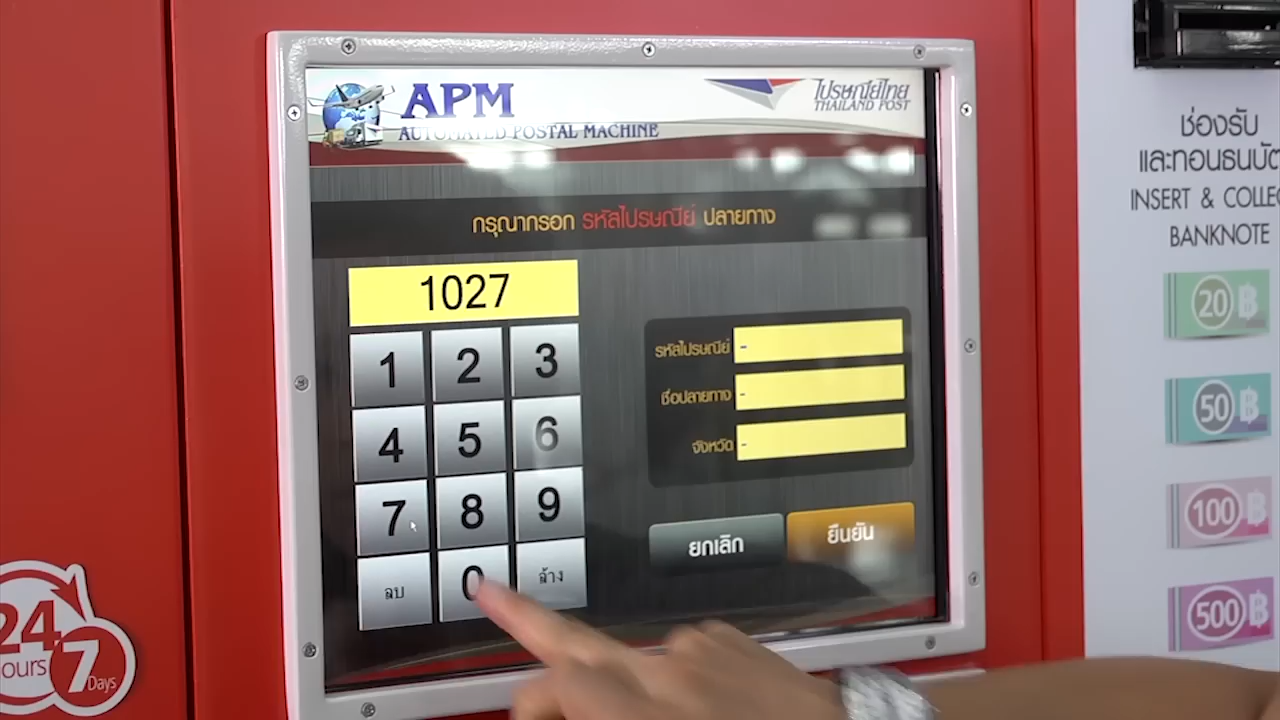 APM
AUTOMATED POSTAL MACHINE
ไปรษณีย์ไทย
THAILAND POST
กรุณากรอก รหัสไปรษณีย์ ปลายทาง
1027
1 2 3
4 5 6
7 8 9
ลบ 0 ล้าง
รหัสไปรษณีย์ -
ชื่อปลายทาง -
จังหวัด -
ยกเลิก ยืนยัน
ช่องรับ
และทอนธนบัตร
INSERT & COLLE
BANKNOTE
20 ฿
50 ฿
100 ฿
500 ฿
24
ours
7
Days